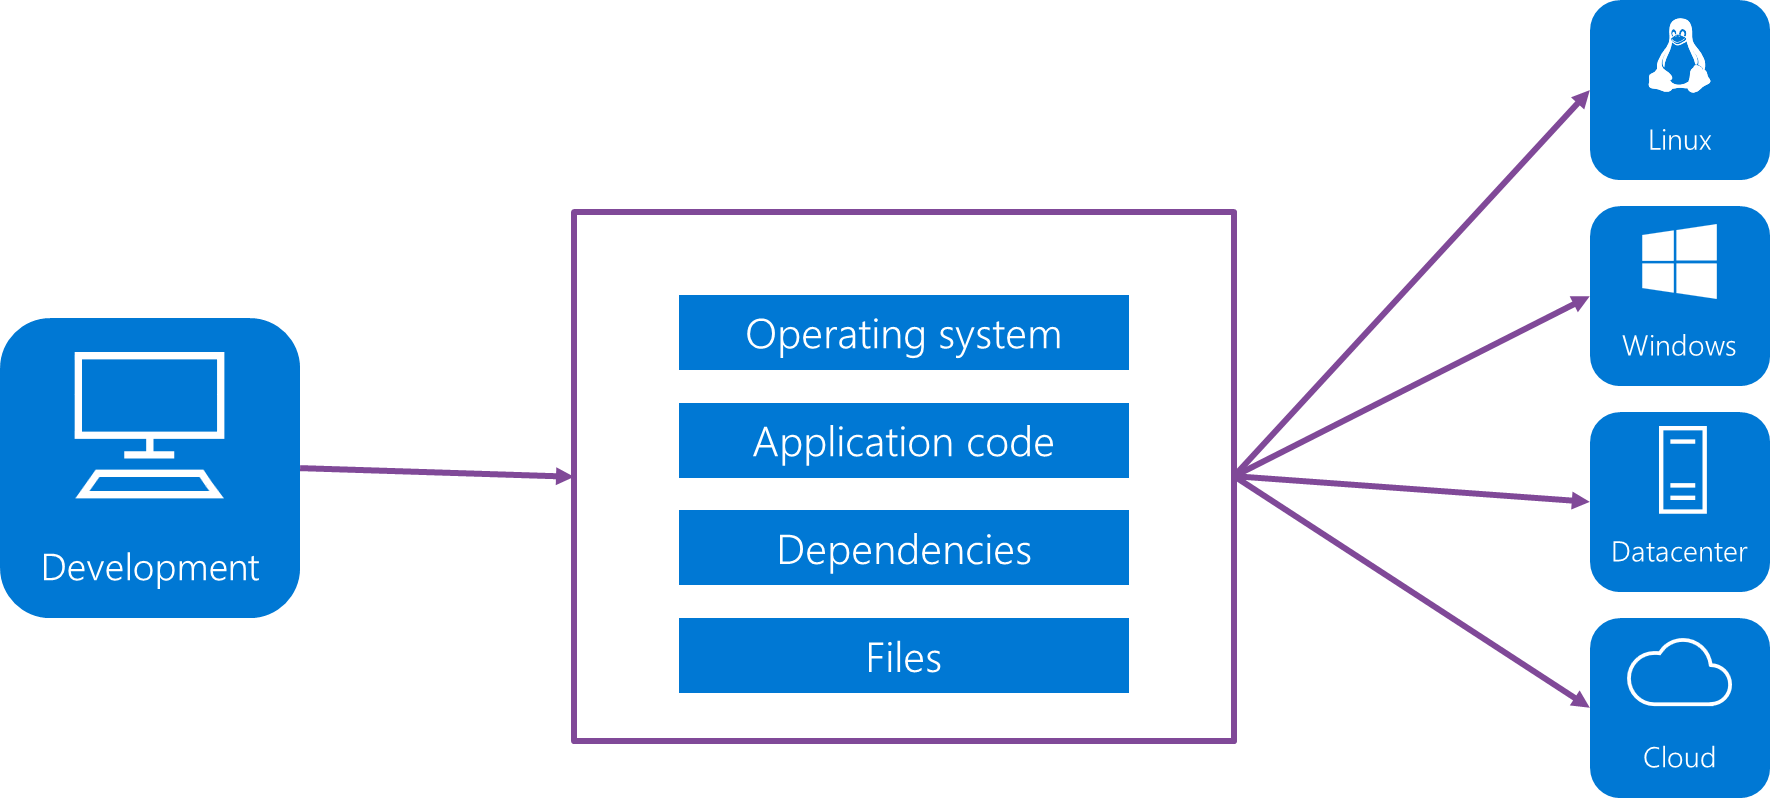 Development
Operating system
Application code
Dependencies
Files
Linux
Windows
Datacenter
Cloud